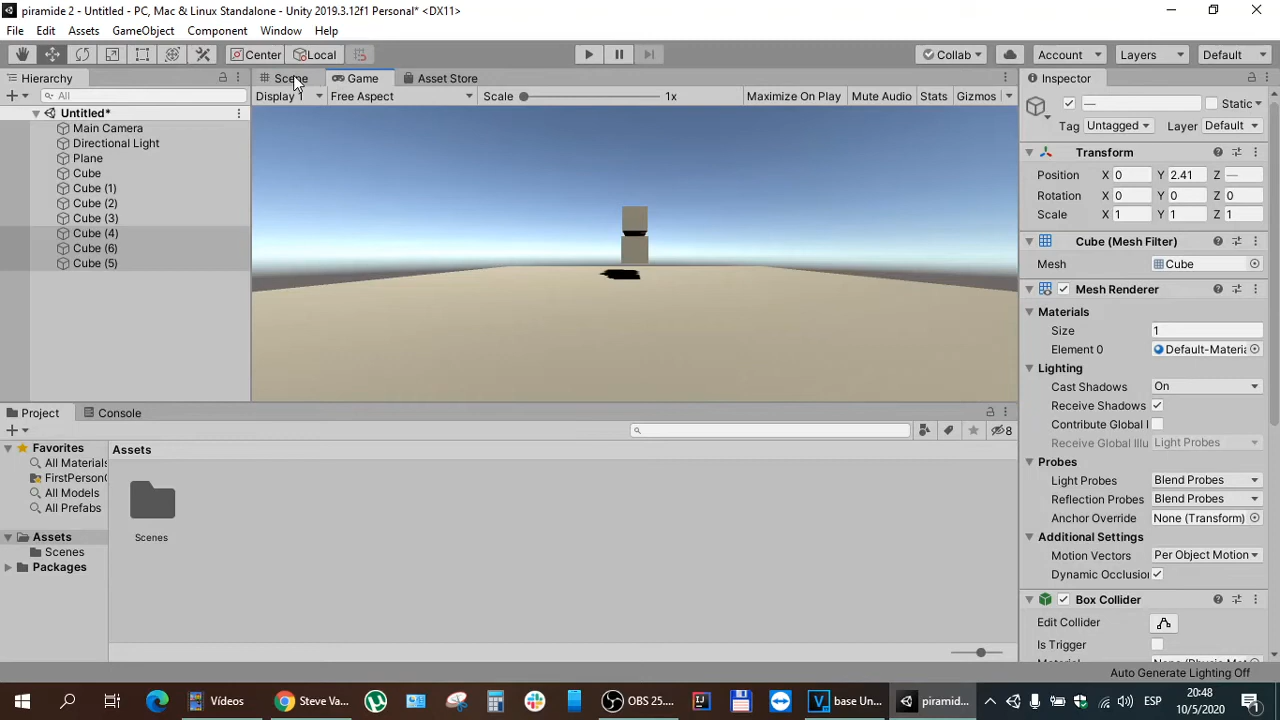 piramide 2 - Untitled - PC, Mac & Linux Standalone - Unity 2019.3.12f1 Personal* <DX11>
File Edit Assets GameObject Component Window Help
Center Local Collab Account Layers Default
Hierarchy Scene Game Asset Store Inspector
All
Display 1 Free Aspect Scale 1x Maximize On Play Mute Audio Stats Gizmos
— Static
Tag Untagged Layer Default
Untitled*
Main Camera
Directional Light
Plane
Cube
Cube (1)
Cube (2)
Cube (3)
Cube (4)
Cube (6)
Cube (5)
Transform
Position X 0 Y 2.41 Z —
Rotation X 0 Y 0 Z 0
Scale X 1 Y 1 Z 1
Cube (Mesh Filter)
Mesh Cube
Mesh Renderer
Materials
Size 1
Element 0 Default-Materia
Lighting
Cast Shadows On
Receive Shadows
Contribute Global I
Receive Global Illu Light Probes
Probes
Light Probes Blend Probes
Reflection Probes Blend Probes
Anchor Override None (Transform)
Additional Settings
Motion Vectors Per Object Motion
Dynamic Occlusion
Box Collider
Edit Collider
Is Trigger
Project Console
8
Favorites
All Materials
FirstPersonC
All Models
All Prefabs
Assets
Scenes
Packages
Assets
Scenes
Auto Generate Lighting Off
Vídeos Steve Va... OBS 25.... base Un... piramid... ESP 20:48
10/5/2020